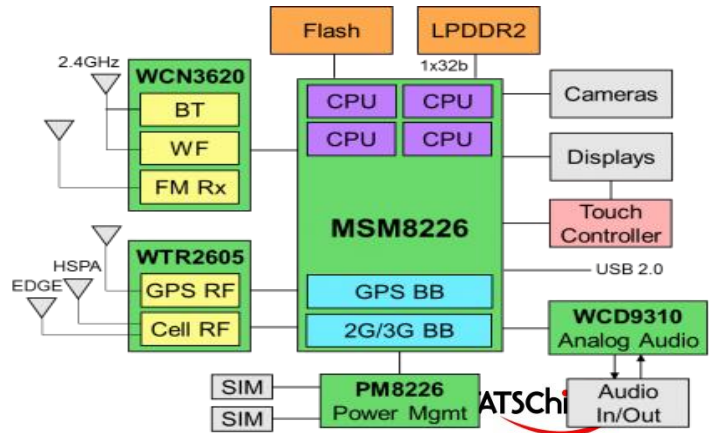 Flash
LPDDR2
1x32b
2.4GHz
WCN3620
BT
WF
FM Rx
CPU CPU
CPU CPU
MSM8226
GPS BB
2G/3G BB
Cameras
Displays
Touch
Controller
USB 2.0
WTR2605
GPS RF
Cell RF
HSPA
EDGE
WCD9310
Analog Audio
Audio
In/Out
SIM
SIM
PM8226
Power Mgmt
ATSChi